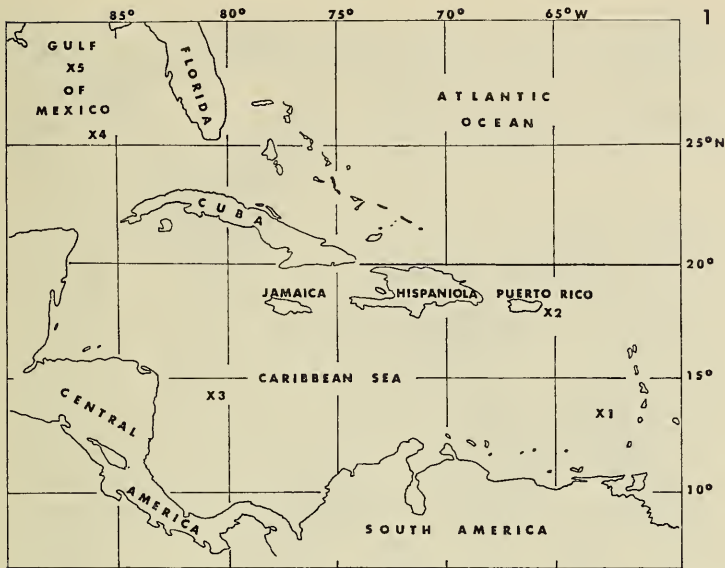 85° 80° 75° 70° 65°W 1
GULF
X5
OF
MEXICO
X4
FLORIDA
ATLANTIC
OCEAN
25°N
CUBA
20°
JAMAICA HISPANIOLA PUERTO RICO
X2
CARIBBEAN SEA
15°
X3
X1
CENTRAL
AMERICA
10°
SOUTH AMERICA